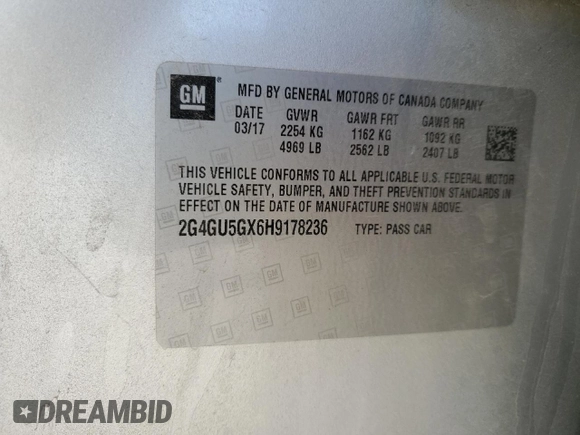 GM
MFD BY GENERAL MOTORS OF CANADA COMPANY
DATE GVWR GAWR FRT GAWR RR
03/17 2254 KG 1162 KG 1092 KG
4969 LB 2562 LB 2407 LB
THIS VEHICLE CONFORMS TO ALL APPLICABLE U.S. FEDERAL MOTOR
VEHICLE SAFETY, BUMPER, AND THEFT PREVENTION STANDARDS IN
EFFECT ON THE DATE OF MANUFACTURE SHOWN ABOVE.
2G4GU5GX6H9178236 TYPE: PASS CAR
DREAMBID